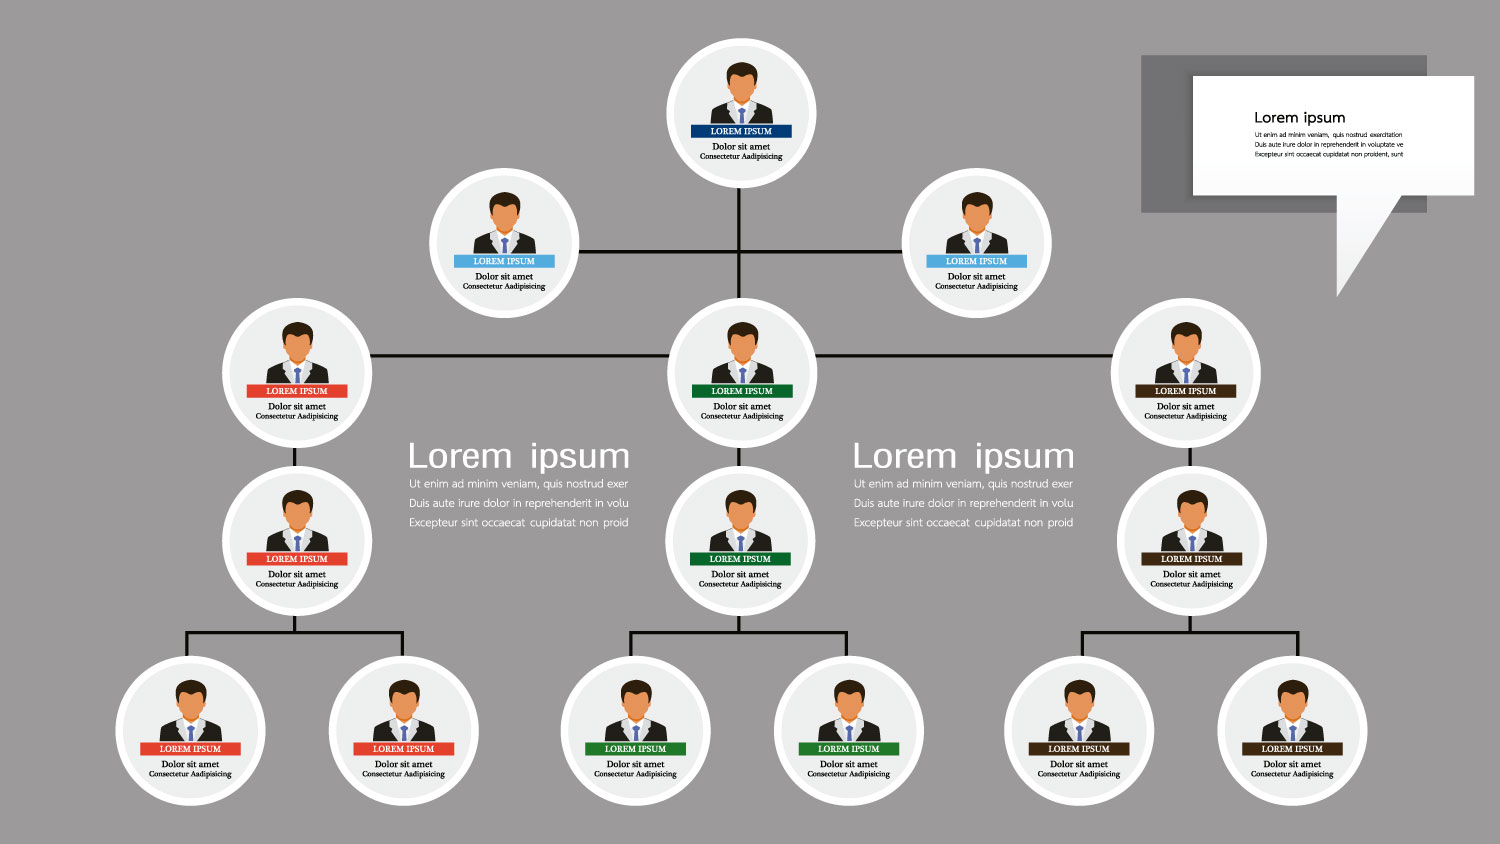 LOREM IPSUM
Dolor sit amet
Consectetur Aadipisicing
Lorem ipsum
Ut enim ad minim veniam, quis nostrud exercitation
Duis aute irure dolor in reprehenderit in voluptate ve
Excepteur sint occaecat cupidatat non proident, sunt
LOREM IPSUM
Dolor sit amet
Consectetur Aadipisicing
LOREM IPSUM
Dolor sit amet
Consectetur Aadipisicing
LOREM IPSUM
Dolor sit amet
Consectetur Aadipisicing
LOREM IPSUM
Dolor sit amet
Consectetur Aadipisicing
LOREM IPSUM
Dolor sit amet
Consectetur Aadipisicing
Lorem ipsum
Ut enim ad minim veniam, quis nostrud exer
Duis aute irure dolor in reprehenderit in volu
Excepteur sint occaecat cupidatat non proid
Lorem ipsum
Ut enim ad minim veniam, quis nostrud exer
Duis aute irure dolor in reprehenderit in volu
Excepteur sint occaecat cupidatat non proid
LOREM IPSUM
Dolor sit amet
Consectetur Aadipisicing
LOREM IPSUM
Dolor sit amet
Consectetur Aadipisicing
LOREM IPSUM
Dolor sit amet
Consectetur Aadipisicing
LOREM IPSUM
Dolor sit amet
Consectetur Aadipisicing
LOREM IPSUM
Dolor sit amet
Consectetur Aadipisicing
LOREM IPSUM
Dolor sit amet
Consectetur Aadipisicing
LOREM IPSUM
Dolor sit amet
Consectetur Aadipisicing
LOREM IPSUM
Dolor sit amet
Consectetur Aadipisicing
LOREM IPSUM
Dolor sit amet
Consectetur Aadipisicing